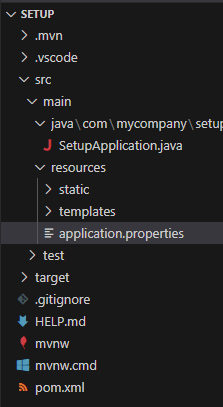 SETUP
.mvn
.vscode
src
main
java\com\mycompany\setup
SetupApplication.java
resources
static
templates
application.properties
test
target
.gitignore
HELP.md
mvnw
mvnw.cmd
pom.xml